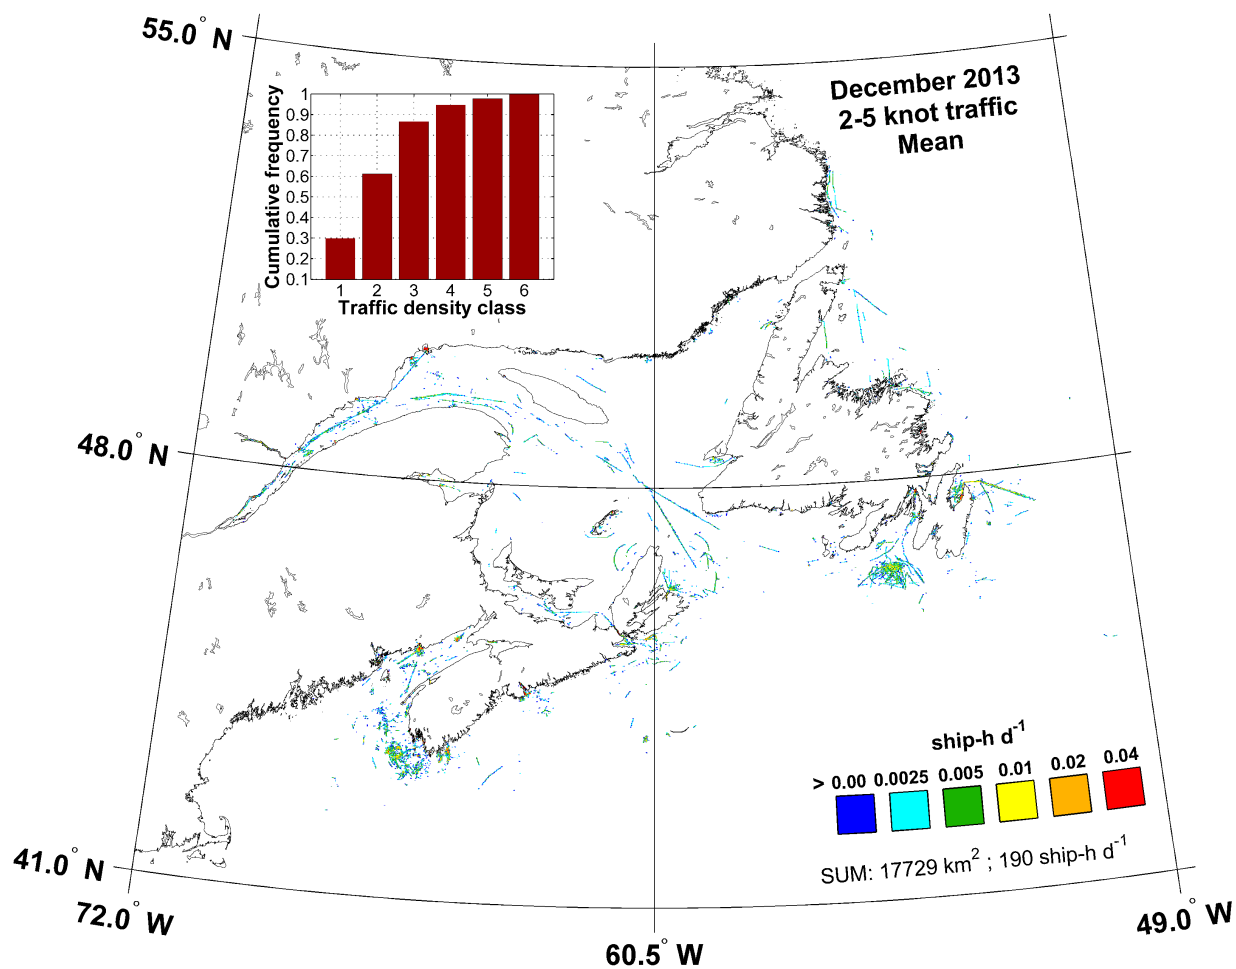 55.0° N
December 2013
2-5 knot traffic
Mean
Cumulative frequency
1
0.9
0.8
0.7
0.6
0.5
0.4
0.3
0.2
0.1
1 2 3 4 5 6
Traffic density class
48.0° N
ship-h d⁻¹
> 0.00 0.0025 0.005 0.01 0.02 0.04
SUM: 17729 km² ; 190 ship-h d⁻¹
41.0° N
72.0° W
60.5° W
49.0° W